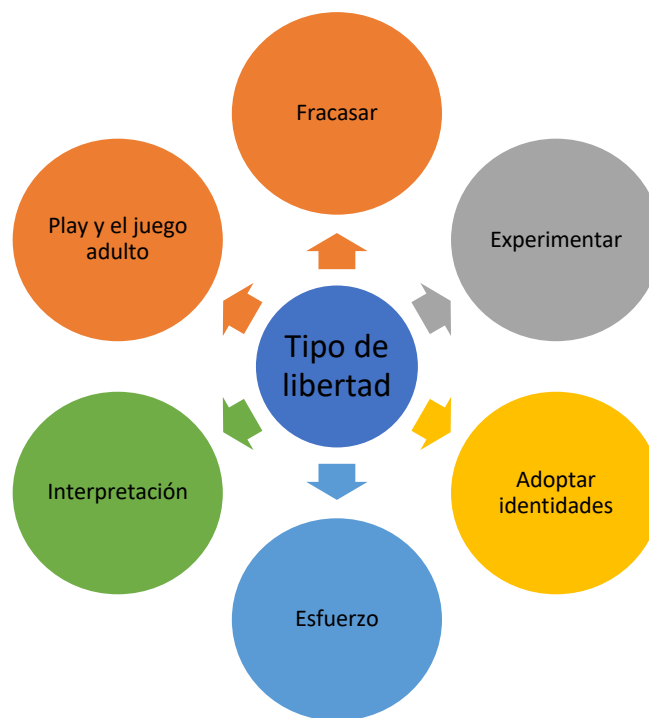 Fracasar
Play y el juego
adulto
Experimentar
Tipo de
libertad
Interpretación
Adoptar
identidades
Esfuerzo